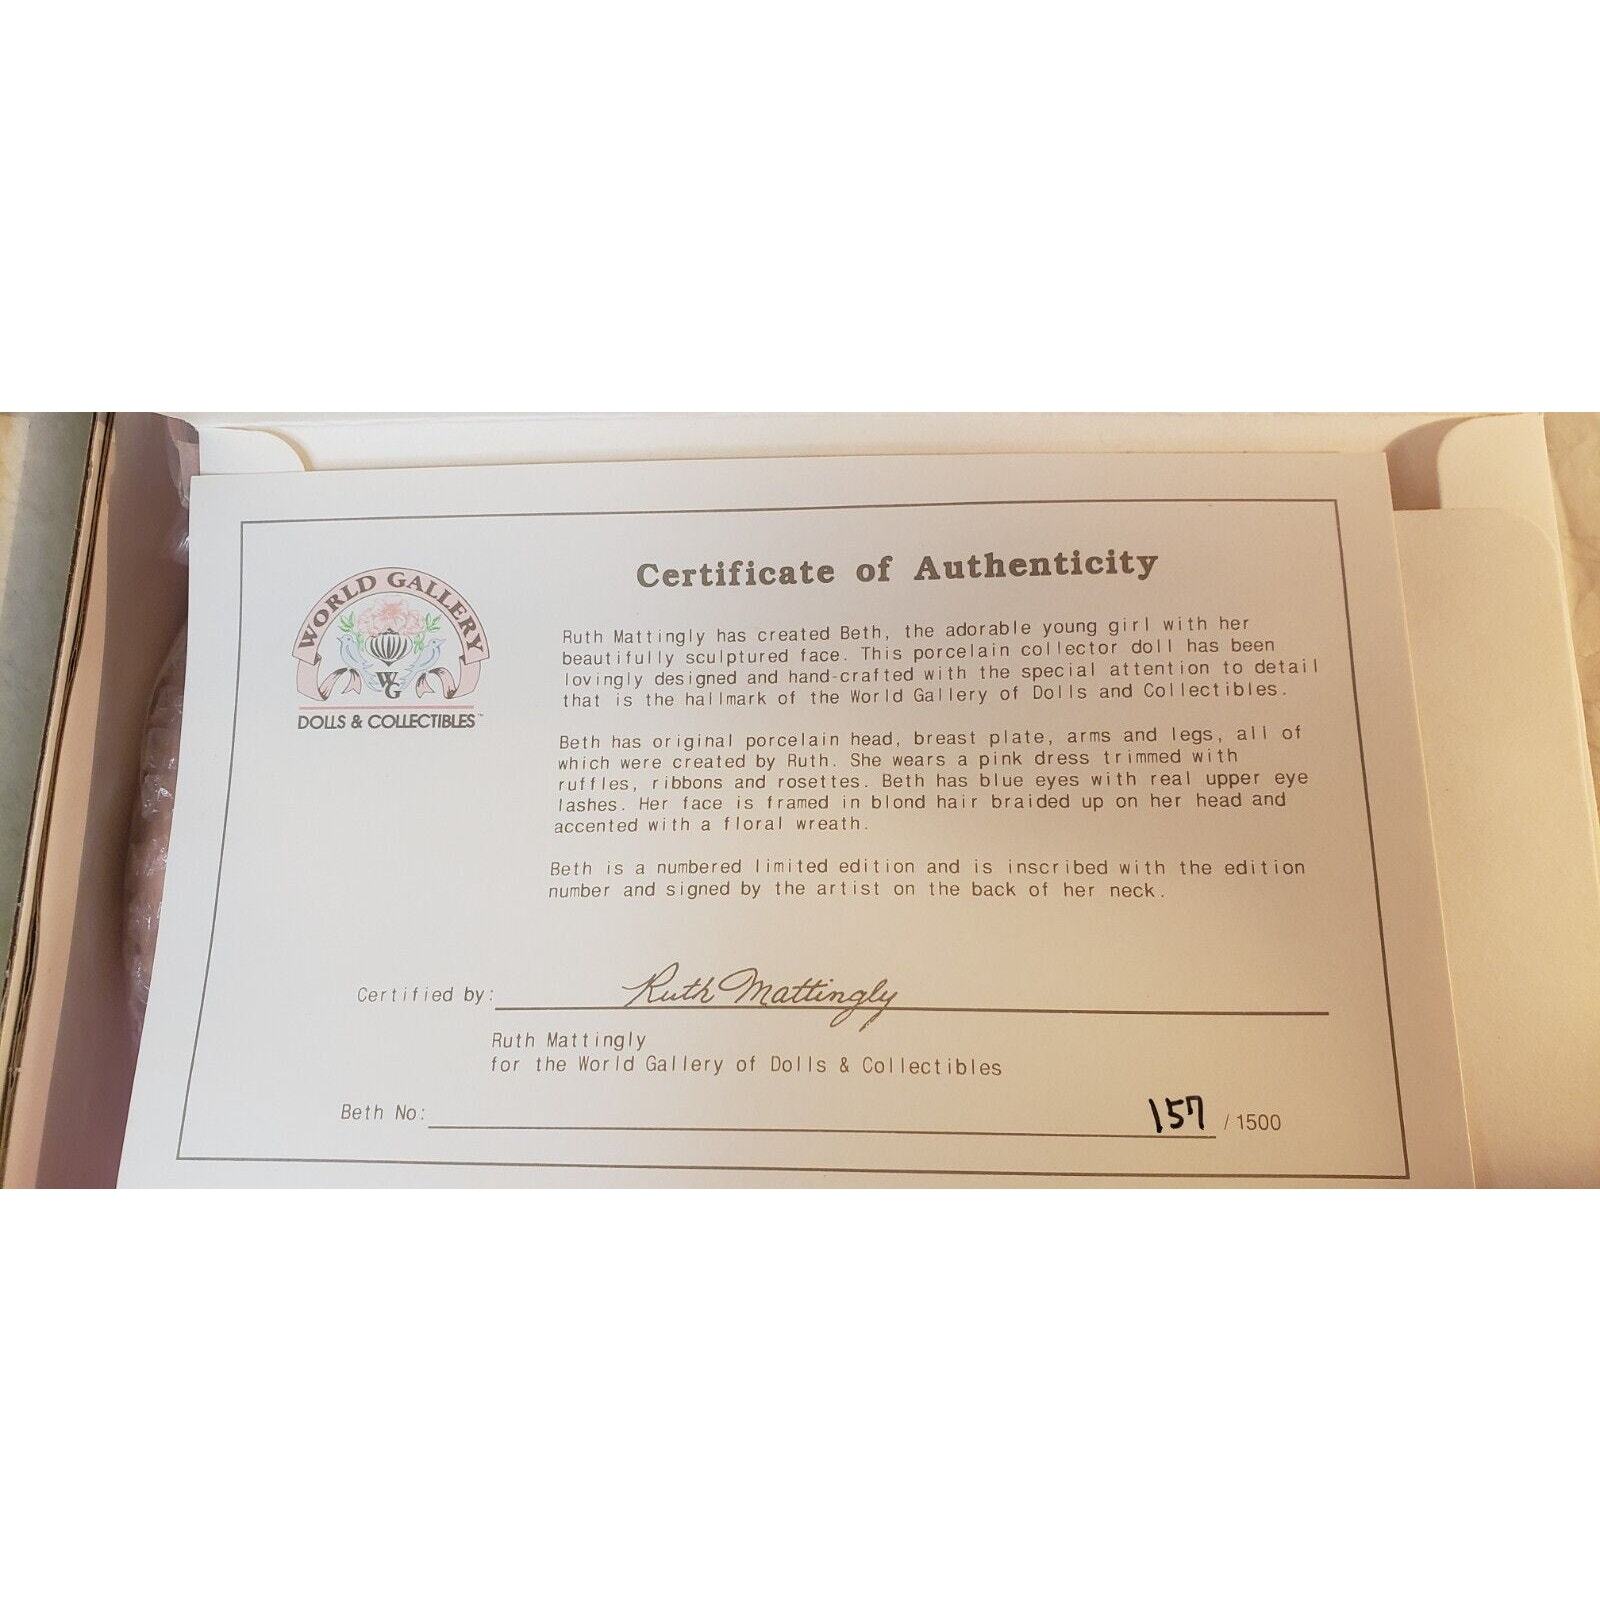 WORLD GALLERY
WG
DOLLS & COLLECTIBLES™
Certificate of Authenticity
Ruth Mattingly has created Beth, the adorable young girl with her
beautifully sculptured face. This porcelain collector doll has been
lovingly designed and hand-crafted with the special attention to detail
that is the hallmark of the World Gallery of Dolls and Collectibles.
Beth has original porcelain head, breast plate, arms and legs, all of
which were created by Ruth. She wears a pink dress trimmed with
ruffles, ribbons and rosettes. Beth has blue eyes with real upper eye
lashes. Her face is framed in blond hair braided up on her head and
accented with a floral wreath.
Beth is a numbered limited edition and is inscribed with the edition
number and signed by the artist on the back of her neck.
Certified by: Ruth Mattingly
Ruth Mattingly
for the World Gallery of Dolls & Collectibles
Beth No: 157 / 1500